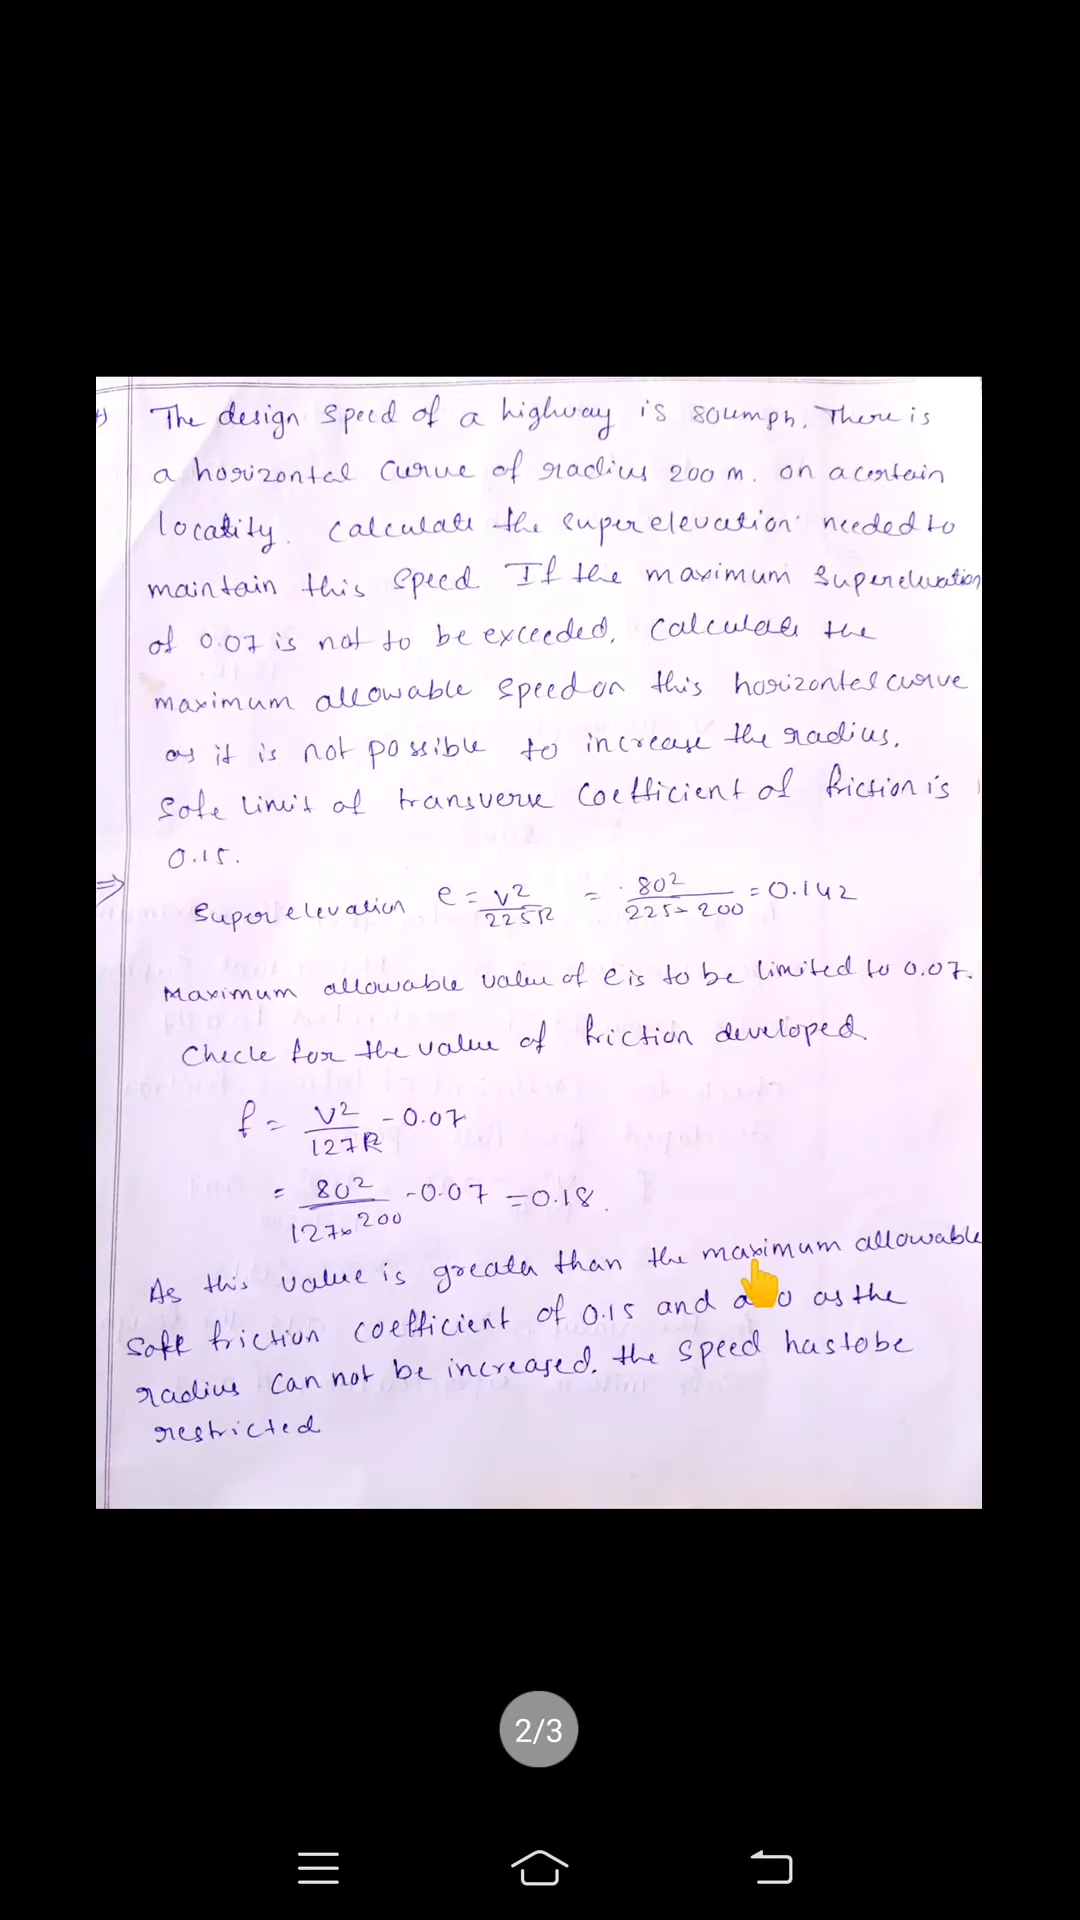 The design speed of a highway is 80kmph. There is
a horizontal curve of radius 200 m. on a certain
locality. Calculate the super elevation needed to
maintain this speed If the maximum superelevation
of 0.07 is not to be exceeded. Calculate the
maximum allowable speed on this horizontal curve
as it is not possible to increase the radius.
Safe limit of transverse coefficient of friction is
0.15.
⇒
Super elevation e = V²/225R = 80²/225×200 = 0.142
Maximum allowable value of e is to be limited to 0.07.
Check for the value of friction developed
f = V²/127R - 0.07
= 80²/127×200 - 0.07 = 0.18.
As this value is greater than the maximum allowable
safe friction coefficient of 0.15 and also as the
radius can not be increased. the speed has to be
restricted
2/3